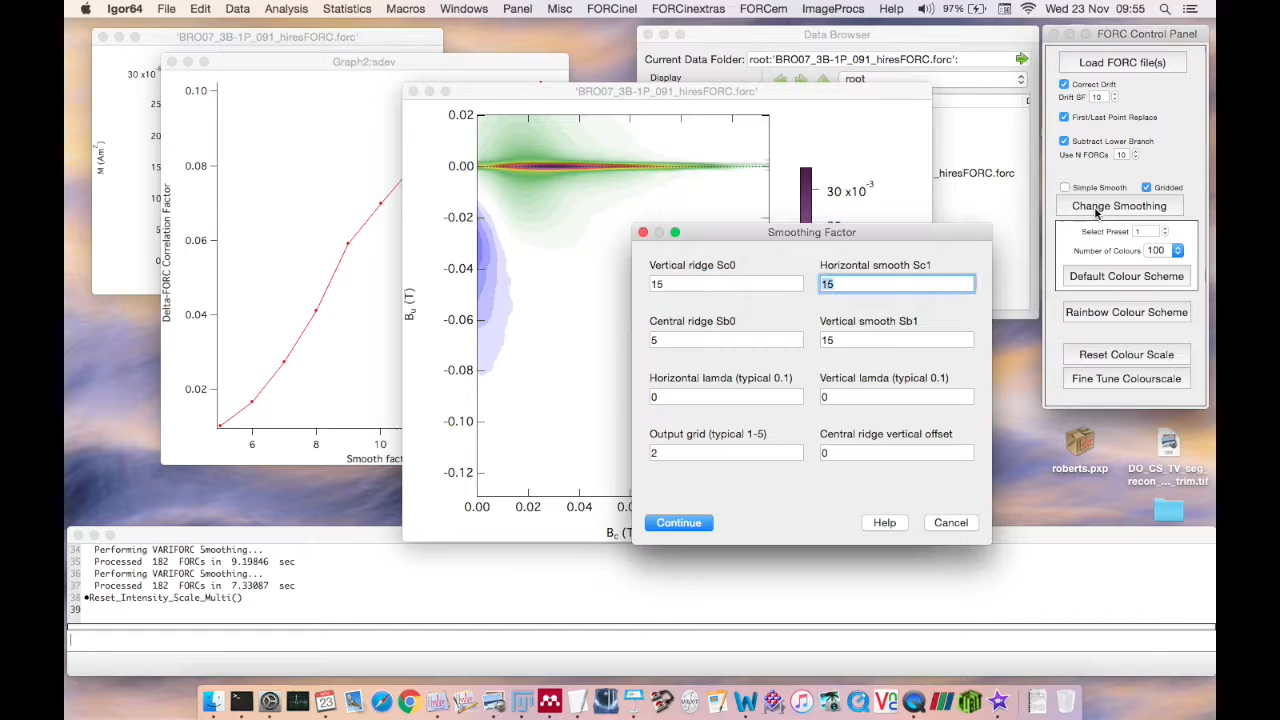 Igor64 File Edit Data Analysis Statistics Macros Windows Panel Misc FORCinel FORCinextras FORCem ImageProcs Help 97% Wed 23 Nov 09:55
'BRO07_3B-1P_091_hiresFORC.forc'
Data Browser
FORC Control Panel
Graph2:sdev
Current Data Folder: root:'BRO07_3B-1P_091_hiresFORC.forc':
Load FORC file(s)
30 x10
Display
root
'BRO07_3B-1P_091_hiresFORC.forc'
Correct Drift
Drift SF 10
First/Last Point Replace
Subtract Lower Branch
Use N FORCs 10
_hiresFORC.forc
Simple Smooth Gridded
Change Smoothing
Select Preset 1
Number of Colours 100
Default Colour Scheme
Rainbow Colour Scheme
Reset Colour Scale
Fine Tune Colourscale
M (Am²)
25
20
15
10
5
0.10
0.08
0.06
0.04
0.02
Delta-FORC Correlation Factor
6 8 10
Smooth fact
0.02
0.00
-0.02
-0.04
-0.06
-0.08
-0.10
-0.12
Bu (T)
0.00 0.02 0.04 0.0
Bc (T)
30 x10-3
Smoothing Factor
Vertical ridge Sc0 Horizontal smooth Sc1
15 15
Central ridge Sb0 Vertical smooth Sb1
5 15
Horizontal lamda (typical 0.1) Vertical lamda (typical 0.1)
0 0
Output grid (typical 1-5) Central ridge vertical offset
2 0
Continue Help Cancel
roberts.pxp
DO_CS_TV_seg_
recon_..._trim.tif
34 Performing VARIFORC Smoothing...
35 Processed 182 FORCs in 9.19846 sec
36 Performing VARIFORC Smoothing...
37 Processed 182 FORCs in 7.33087 sec
38 •Reset_Intensity_Scale_Multi()
39